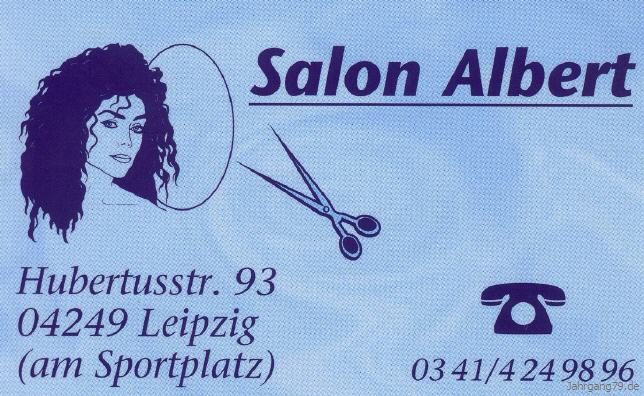 Salon Albert
Hubertusstr. 93
04249 Leipzig
(am Sportplatz)
03 41/4 24 98 96
Jahrgang79.de